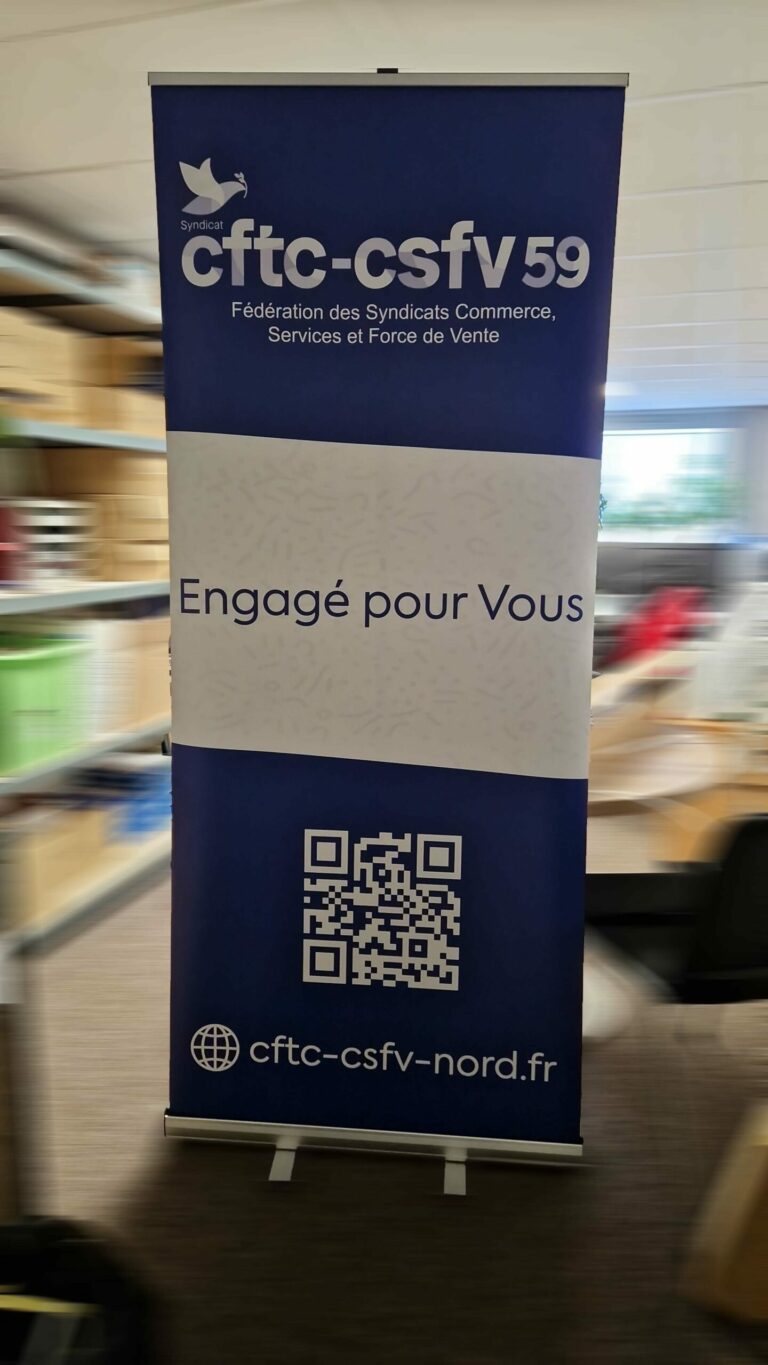 Syndicat
cftc-csfv 59
Fédération des Syndicats Commerce,
Services et Force de Vente
Engagé pour Vous
cftc-csfv-nord.fr